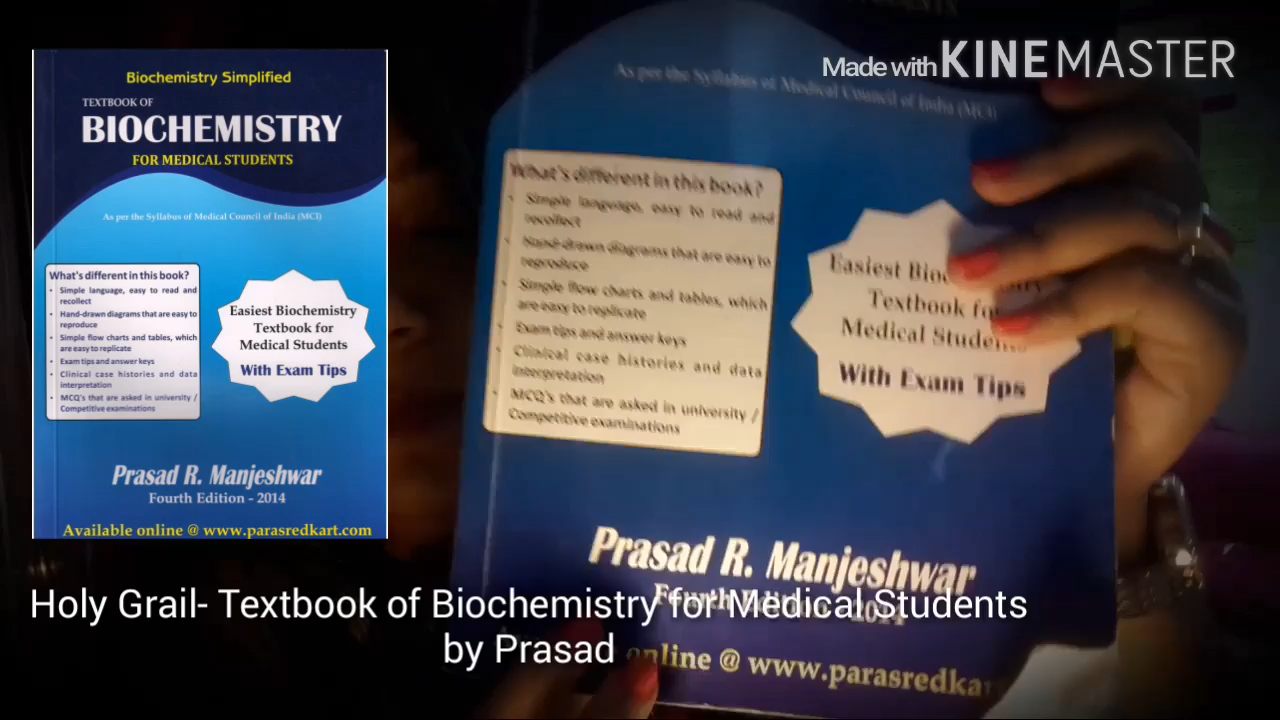 Made with KINEMASTER
Biochemistry Simplified
TEXTBOOK OF
BIOCHEMISTRY
FOR MEDICAL STUDENTS
As per the Syllabus of Medical Council of India (MCI)
What's different in this book?
• Simple language, easy to read and
recollect
• Hand-drawn diagrams that are easy to
reproduce
• Simple flow charts and tables, which
are easy to replicate
• Exam tips and answer keys
• Clinical case histories and data
interpretation
• MCQ's that are asked in university /
Competitive examinations
Easiest Biochemistry
Textbook for
Medical Students
With Exam Tips
Prasad R. Manjeshwar
Fourth Edition - 2014
Available online @ www.parasredkart.com
As per the Syllabus of Medical Council of India (MCI)
What's different in this book?
Simple language, easy to read and
recollect
Hand-drawn diagrams that are easy to
reproduce
Simple flow charts and tables, which
are easy to replicate
Exam tips and answer keys
Clinical case histories and data
interpretation
MCQ's that are asked in university /
Competitive examinations
Easiest
Textbook for
Medical
With Exam Tips
Prasad R. Manjeshwar
Fourth Edition - 2014
online @
Holy Grail- Textbook of Biochemistry for Medical Students
by Prasad